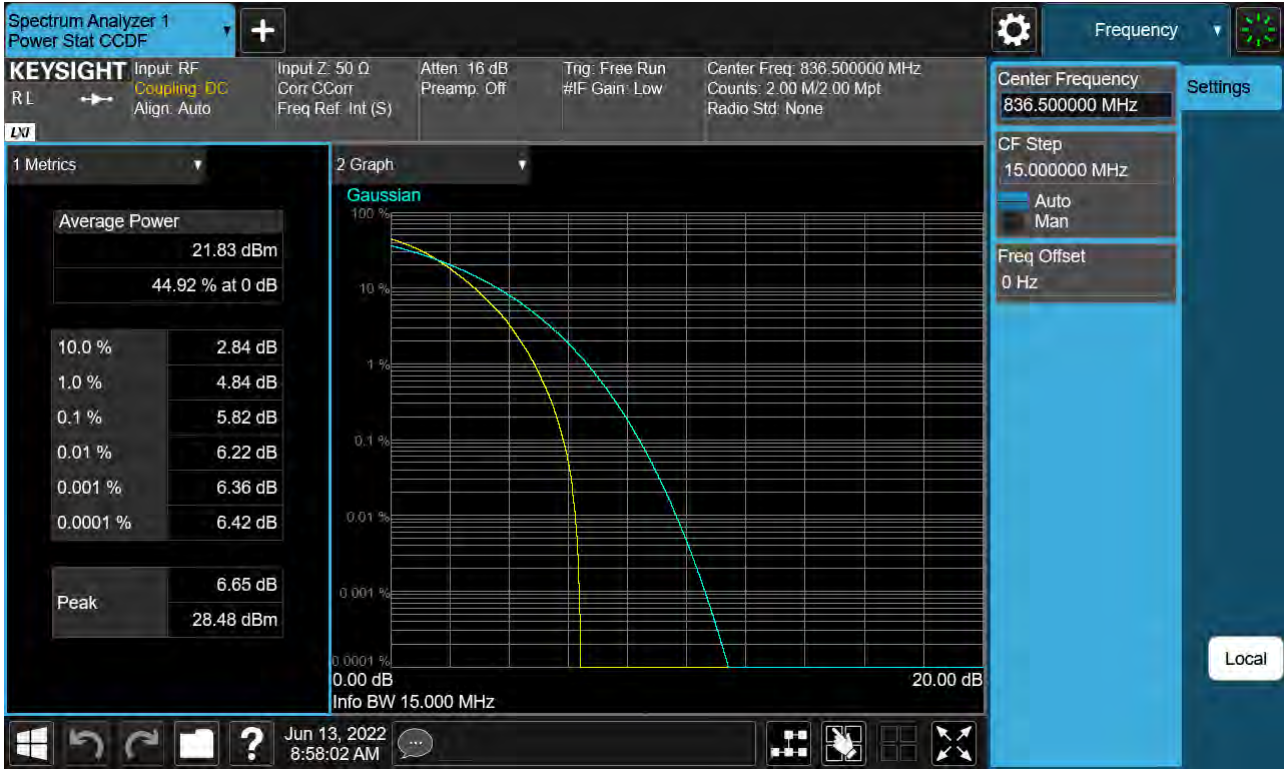 Spectrum Analyzer 1
Power Stat CCDF
+
Frequency
KEYSIGHT
R L
LXI
Input: RF
Coupling: DC
Align: Auto
Input Z: 50 Ω
Corr CCorr
Freq Ref: Int (S)
Atten: 16 dB
Preamp: Off
Trig: Free Run
#IF Gain: Low
Center Freq: 836.500000 MHz
Counts: 2.00 M/2.00 Mpt
Radio Std: None
Center Frequency
836.500000 MHz
Settings
CF Step
15.000000 MHz
Auto
Man
Freq Offset
0 Hz
Local
1 Metrics
Average Power
21.83 dBm
44.92 % at 0 dB
10.0 % 2.84 dB
1.0 % 4.84 dB
0.1 % 5.82 dB
0.01 % 6.22 dB
0.001 % 6.36 dB
0.0001 % 6.42 dB
Peak
6.65 dB
28.48 dBm
2 Graph
Gaussian
100 %
10 %
1 %
0.1 %
0.01 %
0.001 %
0.0001 %
0.00 dB 20.00 dB
Info BW 15.000 MHz
?
Jun 13, 2022
8:58:02 AM